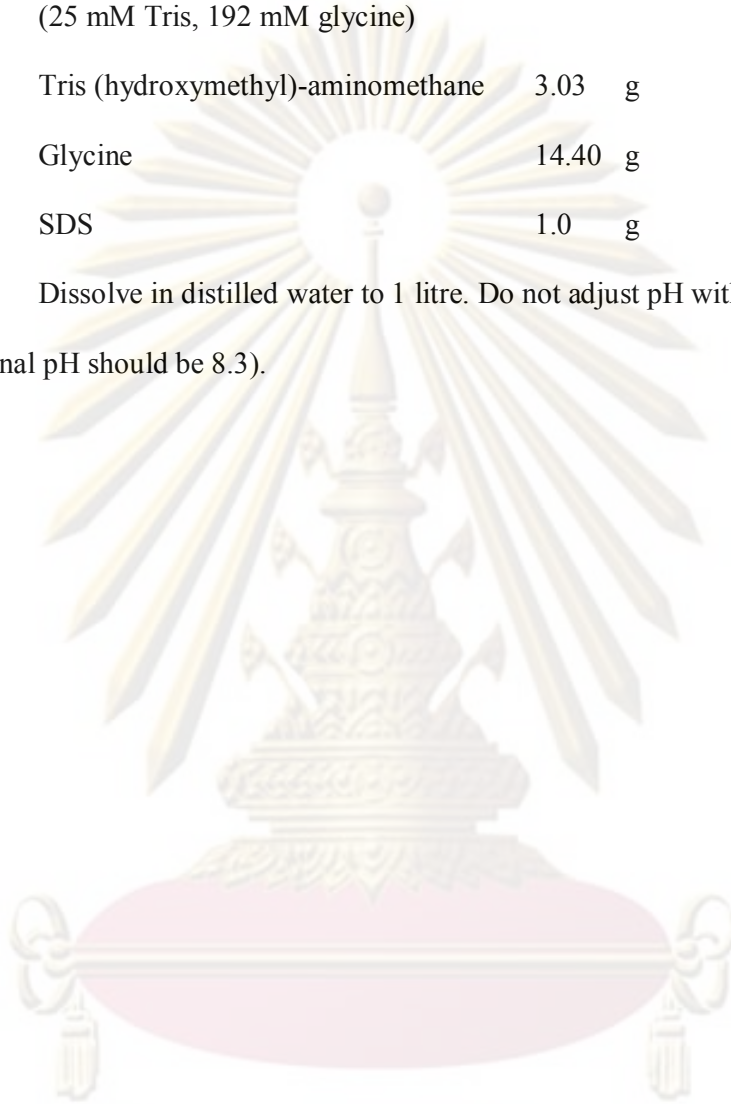 (25 mM Tris, 192 mM glycine)
Tris (hydroxymethyl)-aminomethane 3.03 g
Glycine 14.40 g
SDS 1.0 g
Dissolve in distilled water to 1 litre. Do not adjust pH
nal pH should be 8.3).